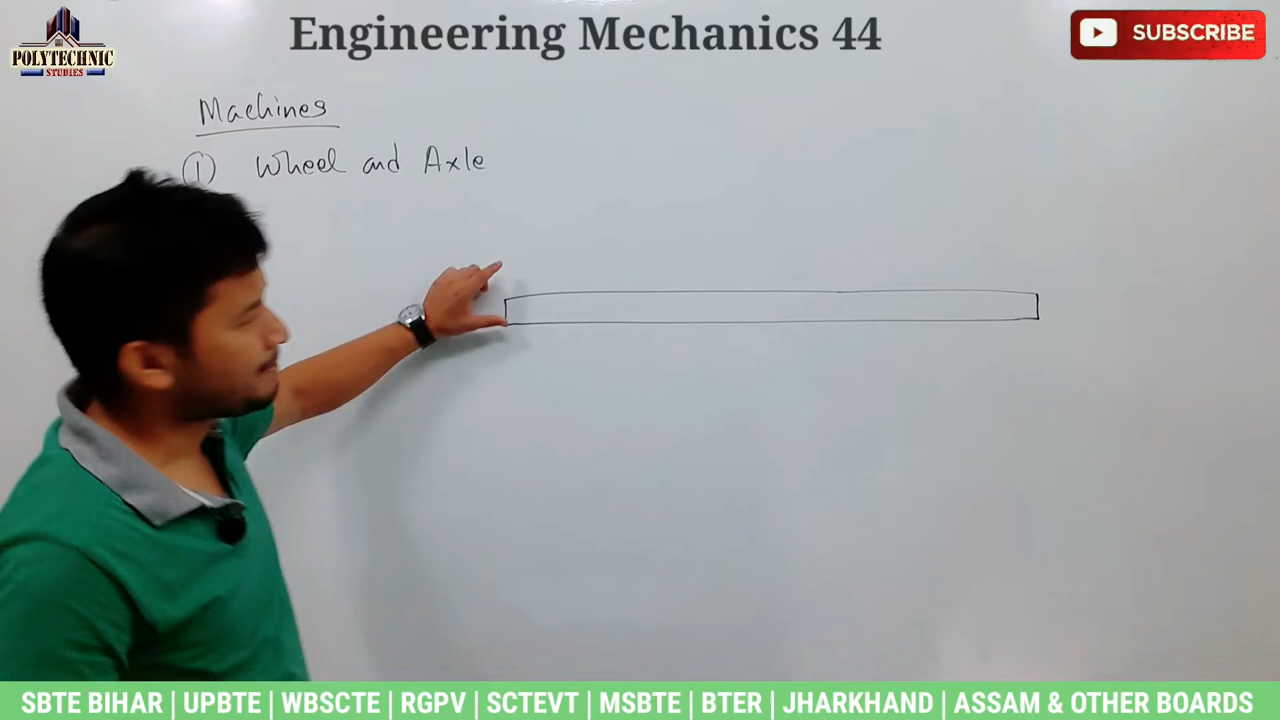 Engineering Mechanics 44
POLYTECHNIC
STUDIES
SUBSCRIBE
Machines
① Wheel and Axle
SBTE BIHAR | UPBTE | WBSCTE | RGPV | SCTEVT | MSBTE | BTER | JHARKHAND | ASSAM & OTHER BOARDS